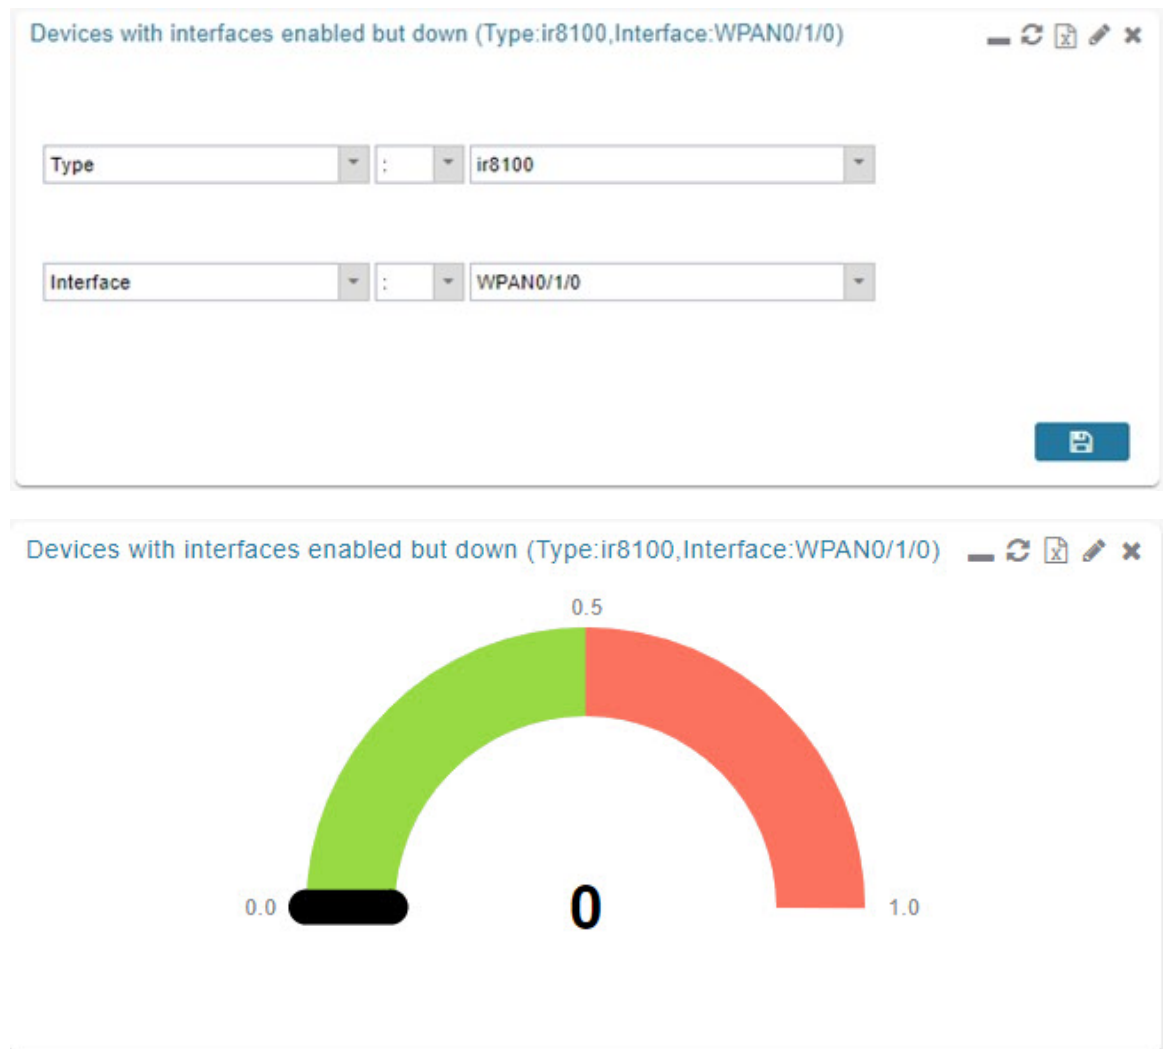 Devices with interfaces enabled but down (Type:ir8100,Interface:WPAN0/1/0)
Type : ir8100
Interface : WPAN0/1/0
Devices with interfaces enabled but down (Type:ir8100,Interface:WPAN0/1/0)
0.5
0.0 0 1.0